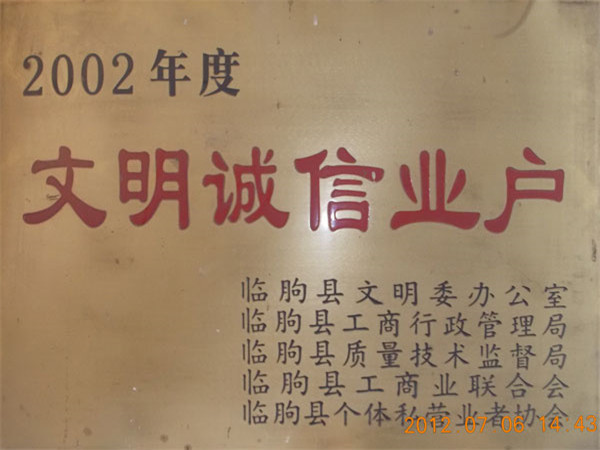 2002年度
文明诚信业户
临朐县文明委办公室
临朐县工商行政管理局
临朐县质量技术监督局
临朐县工商业联合会
临朐县个体私营业者协会
2012.07.06 14:43